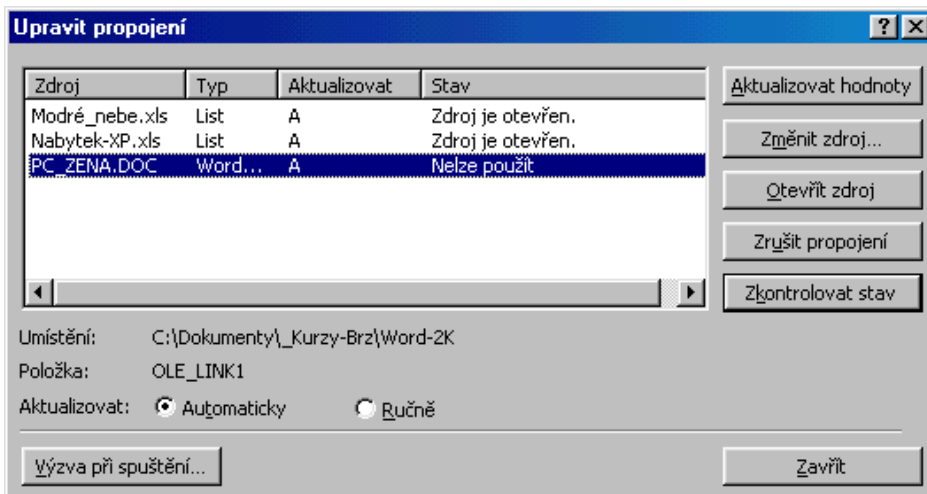 Upravit propojení
Zdroj Typ Aktualizovat Stav
Modré_nebe.xls List A Zdroj je otevřen.
Nabytek-XP.xls List A Zdroj je otevřen.
PC_ZENA.DOC Word... A Nelze použít
Aktualizovat hodnoty
Změnit zdroj...
Otevřít zdroj
Zrušit propojení
Zkontrolovat stav
Umístění: C:\Dokumenty\_Kurzy-Brz\Word-2K
Položka: OLE_LINK1
Aktualizovat: Automaticky Ručně
Výzva při spuštění... Zavřít